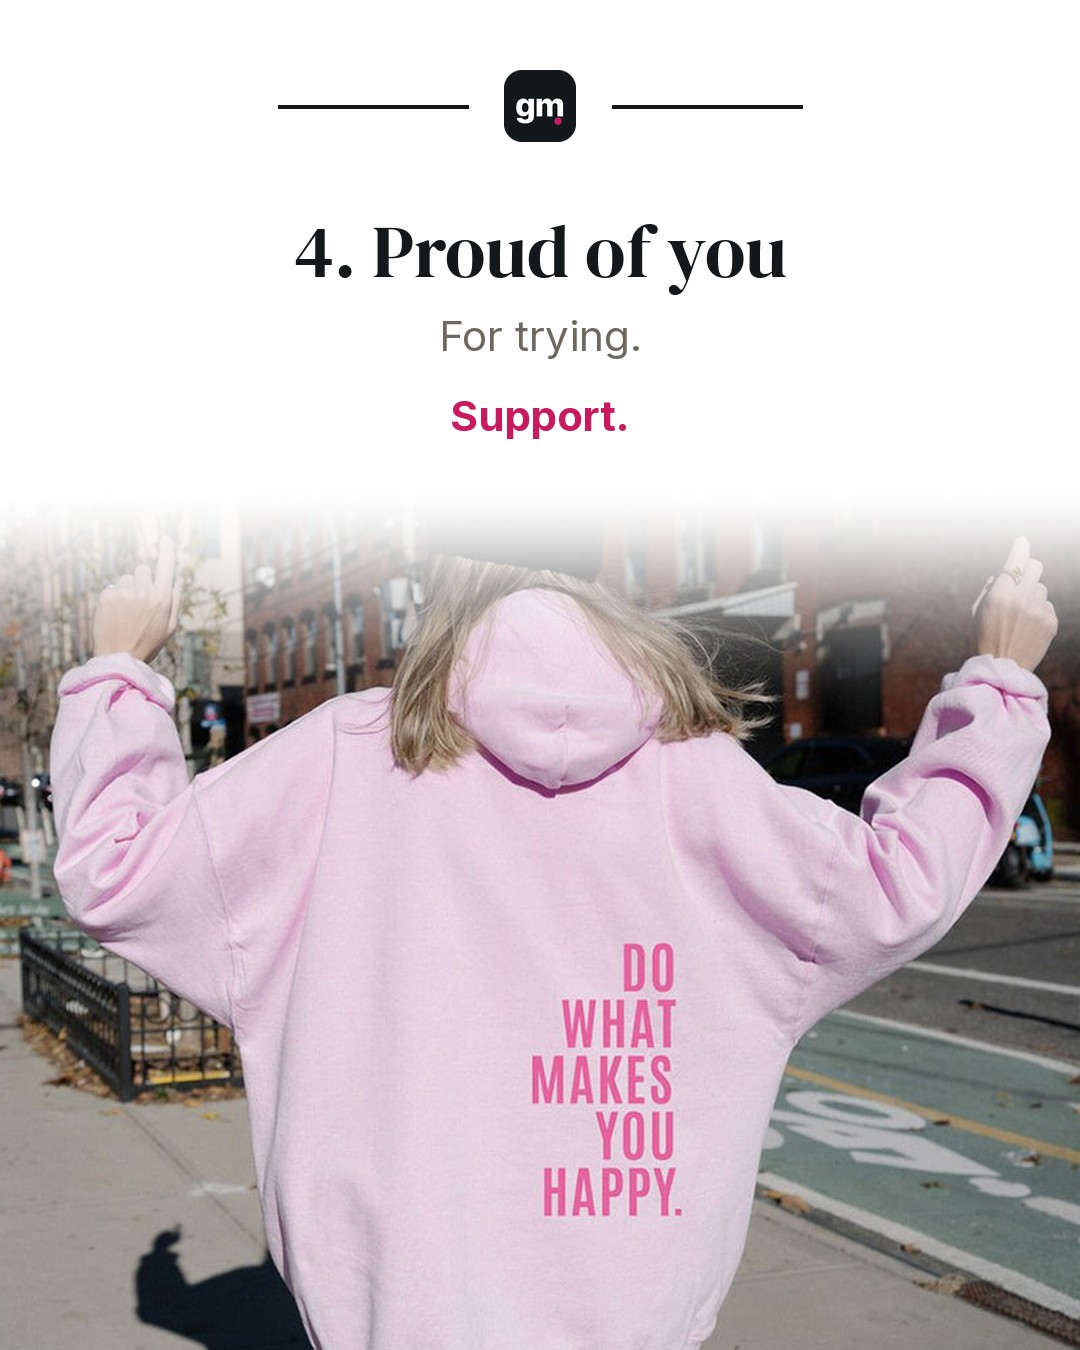 gm.
4. Proud of you
For trying.
Support.
DO
WHAT
MAKES
YOU
HAPPY.